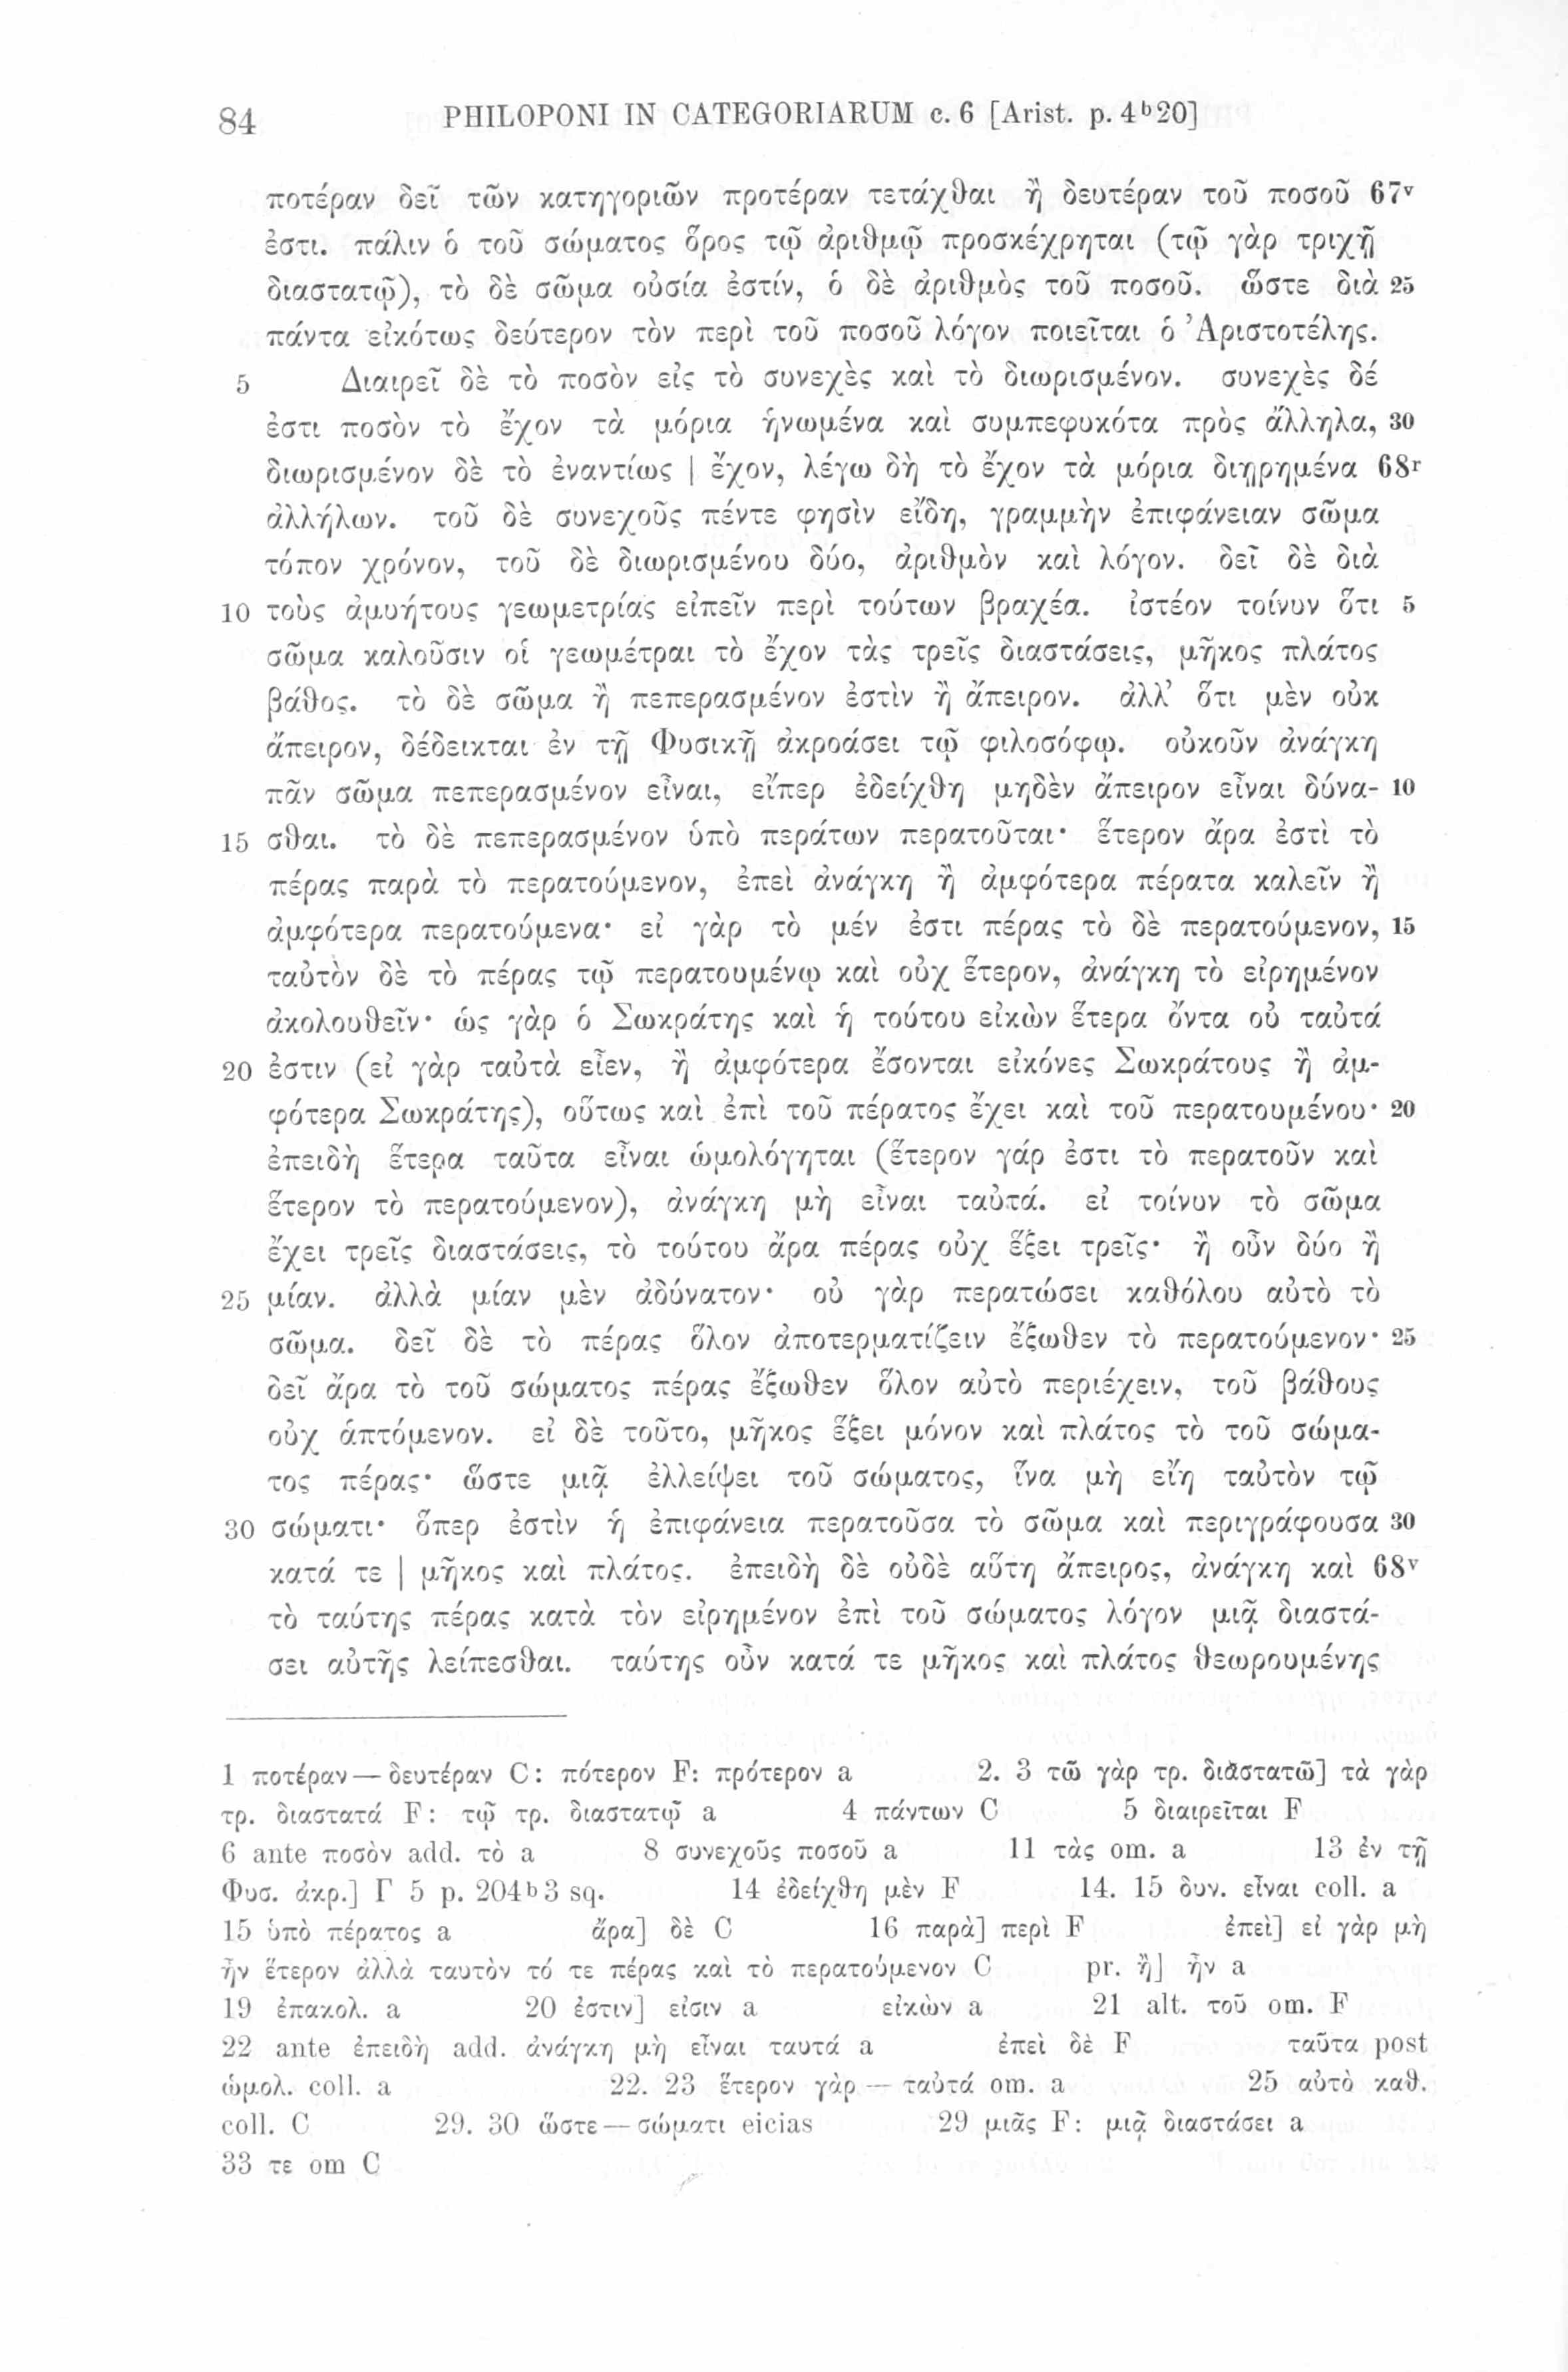 84 PHILOPONI IN CATEGORIARUM c. 6 [Arist. p. 4ᵇ20]
ποτέραν δεῖ τῶν κατηγοριῶν προτέραν τετάχθαι ἢ δευτέραν τοῦ ποσοῦ 67ᵛ
ἐστι. πάλιν ὁ τοῦ σώματος ὅρος τῷ ἀριθμῷ προσκέχρηται (τῷ γὰρ τριχῇ
διαστατῷ), τὸ δὲ σῶμα οὐσία ἐστίν, ὁ δὲ ἀριθμὸς τοῦ ποσοῦ. ὥστε διὰ 25
πάντα εἰκότως δεύτερον τὸν περὶ τοῦ ποσοῦ λόγον ποιεῖται ὁ Ἀριστοτέλης.
5 Διαιρεῖ δὲ τὸ ποσὸν εἰς τὸ συνεχὲς καὶ τὸ διωρισμένον. συνεχὲς δέ
ἐστι ποσὸν τὸ ἔχον τὰ μόρια ἡνωμένα καὶ συμπεφυκότα πρὸς ἄλληλα, 30
διωρισμένον δὲ τὸ ἐναντίως | ἔχον, λέγω δὴ τὸ ἔχον τὰ μόρια διῃρημένα 68ʳ
ἀλλήλων. τοῦ δὲ συνεχοῦς πέντε φησὶν εἴδη, γραμμὴν ἐπιφάνειαν σῶμα
τόπον χρόνον, τοῦ δὲ διωρισμένου δύο, ἀριθμὸν καὶ λόγον. δεῖ δὲ διὰ
10 τοὺς ἀμυήτους γεωμετρίας εἰπεῖν περὶ τούτων βραχέα. ἰστέον τοίνυν ὅτι 5
σῶμα καλοῦσιν οἱ γεωμέτραι τὸ ἔχον τὰς τρεῖς διαστάσεις, μῆκος πλάτος
βάθος. τὸ δὲ σῶμα ἢ πεπερασμένον ἐστὶν ἢ ἄπειρον. ἀλλ’ ὅτι μὲν οὐκ
ἄπειρον, δέδεικται ἐν τῇ Φυσικῇ ἀκροάσει τῷ φιλοσόφῳ. οὐκοῦν ἀνάγκη
πᾶν σῶμα πεπερασμένον εἶναι, εἴπερ ἐδείχθη μηδὲν ἄπειρον εἶναι δύνα- 10
15 σθαι. τὸ δὲ πεπερασμένον ὑπὸ περάτων περατοῦται· ἕτερον ἄρα ἐστὶ τὸ
πέρας παρὰ τὸ περατούμενον, ἐπεὶ ἀνάγκη ἢ ἀμφότερα πέρατα καλεῖν ἢ
ἀμφότερα περατούμενα· εἰ γὰρ τὸ μέν ἐστι πέρας τὸ δὲ περατούμενον, 15
ταὐτὸν δὲ τὸ πέρας τῷ περατουμένῳ καὶ οὐχ ἕτερον, ἀνάγκη τὸ εἰρημένον
ἀκολουθεῖν· ὡς γὰρ ὁ Σωκράτης καὶ ἡ τούτου εἰκὼν ἕτερα ὄντα οὐ ταὐτά
20 ἐστιν (εἰ γὰρ ταὐτὰ εἶεν, ἢ ἀμφότερα ἔσονται εἰκόνες Σωκράτους ἢ ἀμ-
φότερα Σωκράτης), οὕτως καὶ ἐπὶ τοῦ πέρατος ἔχει καὶ τοῦ περατουμένου· 20
ἐπειδὴ ἕτερα ταῦτα εἶναι ὡμολόγηται (ἕτερον γάρ ἐστι τὸ περατοῦν καὶ
ἕτερον τὸ περατούμενον), ἀνάγκη μὴ εἶναι ταὐτά. εἰ τοίνυν τὸ σῶμα
ἔχει τρεῖς διαστάσεις, τὸ τούτου ἄρα πέρας οὐχ ἕξει τρεῖς· ἢ οὖν δύο ἢ
25 μίαν. ἀλλὰ μίαν μὲν ἀδύνατον· οὐ γὰρ περατώσει καθόλου αὐτὸ τὸ
σῶμα. δεῖ δὲ τὸ πέρας ὅλον ἀποτερματίζειν ἔξωθεν τὸ περατούμενον· 25
δεῖ ἄρα τὸ τοῦ σώματος πέρας ἔξωθεν ὅλον αὐτὸ περιέχειν, τοῦ βάθους
οὐχ ἁπτόμενον. εἰ δὲ τοῦτο, μῆκος ἕξει μόνον καὶ πλάτος τὸ τοῦ σώμα-
τος πέρας· ὥστε μιᾷ ἐλλείψει τοῦ σώματος, ἵνα μὴ εἴη ταὐτὸν τῷ
30 σώματι· ὅπερ ἐστὶν ἡ ἐπιφάνεια περατοῦσα τὸ σῶμα καὶ περιγράφουσα 30
κατά τε | μῆκος καὶ πλάτος. ἐπειδὴ δὲ οὐδὲ αὕτη ἄπειρος, ἀνάγκη καὶ 68ᵛ
τὸ ταύτης πέρας κατὰ τὸν εἰρημένον ἐπὶ τοῦ σώματος λόγον μιᾷ διαστά-
σει αὐτῆς λείπεσθαι. ταύτης οὖν κατά τε μῆκος καὶ πλάτος θεωρουμένης
1 ποτέραν — δευτέραν C: πότερον F: πρότερον a 2. 3 τῶ γὰρ τρ. διαστατῶ] τὰ γὰρ
τρ. διαστατά F: τῷ τρ. διαστατῷ a 4 πάντων C 5 διαιρεῖται F
6 ante ποσὸν add. τὸ a 8 συνεχοῦς ποσοῦ a 11 τὰς om. a 13 ἐν τῇ
Φυσ. ἀκρ.] Γ 5 p. 204ᵇ3 sq. 14 ἐδείχθη μὲν F 14. 15 δυν. εἶναι coll. a
15 ὑπὸ πέρατος a ἄρα] δὲ C 16 παρὰ] περὶ F ἐπεὶ] εἰ γὰρ μὴ
ἦν ἕτερον ἀλλὰ ταυτὸν τό τε πέρας καὶ τὸ περατούμενον C pr. ἢ] ἦν a
19 ἐπακολ. a 20 ἐστιν] εἰσιν a εἰκὼν a 21 alt. τοῦ om. F
22 ante ἐπειδὴ add. ἀνάγκη μὴ εἶναι ταυτά a ἐπεὶ δὲ F ταῦτα post
ὡμολ. coll. a 22. 23 ἕτερον γὰρ — ταὐτά om. a 25 αὐτὸ καθ.
coll. C 29. 30 ὥστε — σώματι eicias 29 μιᾶς F: μιᾷ διαστάσει a
33 τε om C